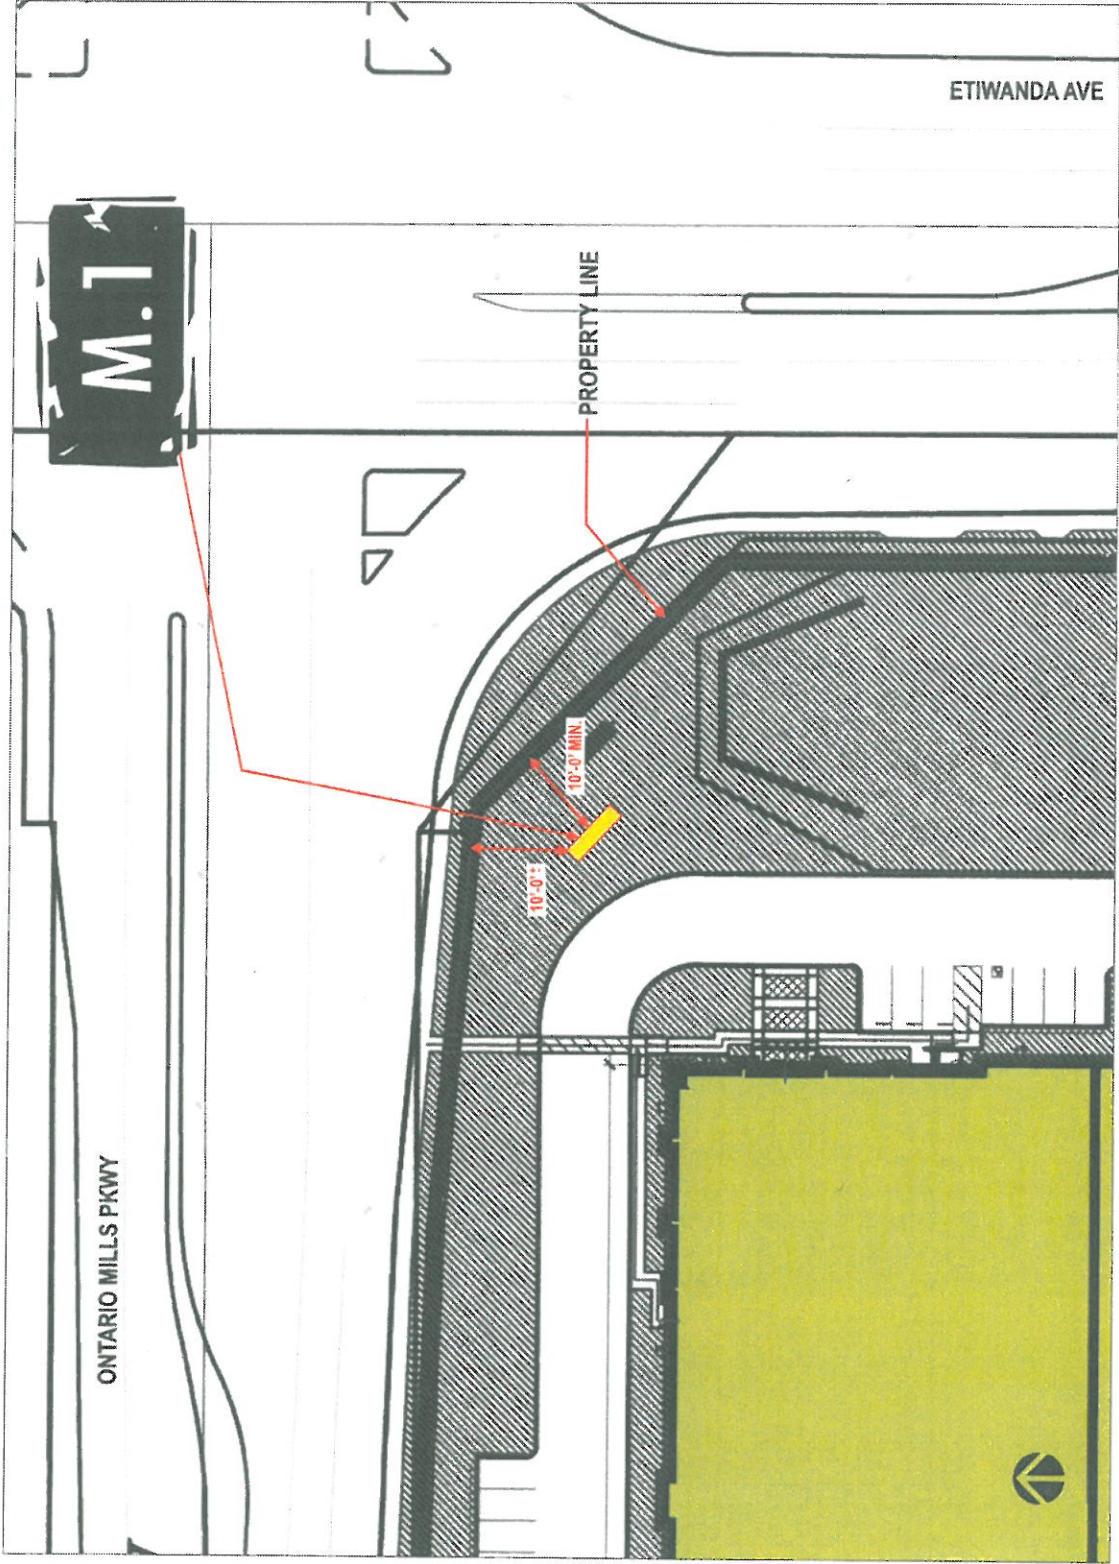 ETIWANDA AVE
M.1
PROPERTY LINE
10'-0' MIN.
10'-0'±
ONTARIO MILLS PKWY